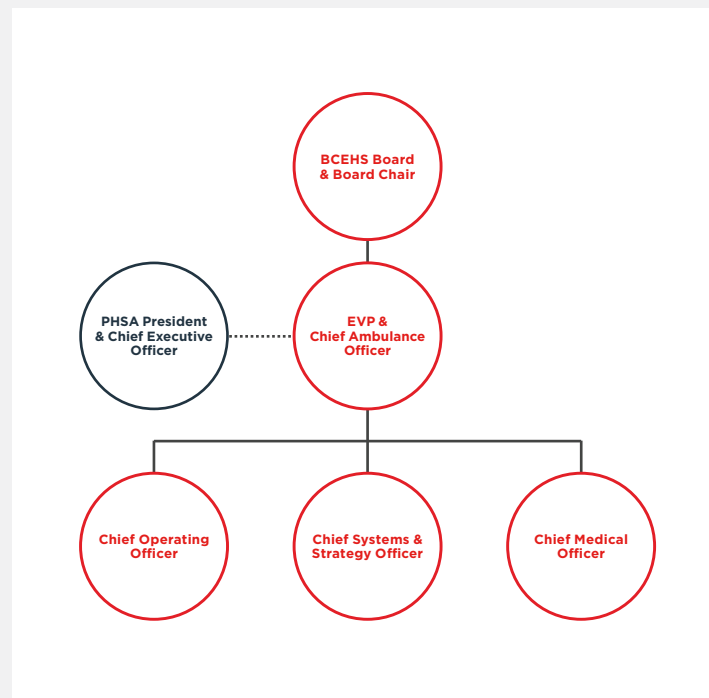 BCEHS Board
& Board Chair
PHSA President
& Chief Executive
Officer
EVP &
Chief Ambulance
Officer
Chief Operating
Officer
Chief Systems &
Strategy Officer
Chief Medical
Officer